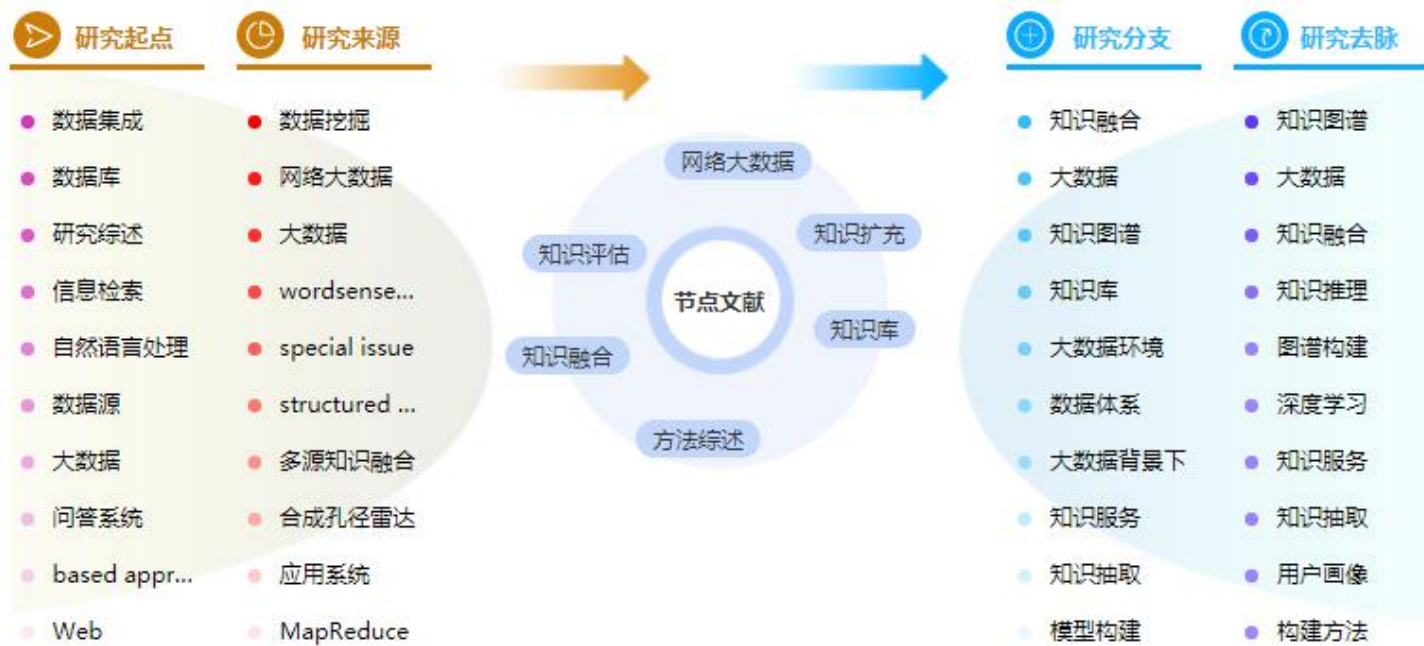 研究起点
数据集成
数据库
研究综述
信息检索
自然语言处理
数据源
大数据
问答系统
based appr...
Web
研究来源
数据挖掘
网络大数据
大数据
wordsense...
special issue
structured ...
多源知识融合
合成孔径雷达
应用系统
MapReduce
网络大数据
知识扩充
知识评估
节点文献
知识库
知识融合
方法综述
研究分支
知识融合
大数据
知识图谱
知识库
大数据环境
数据体系
大数据背景下
知识服务
知识抽取
模型构建
研究去脉
知识图谱
大数据
知识融合
知识推理
图谱构建
深度学习
知识服务
知识抽取
用户画像
构建方法